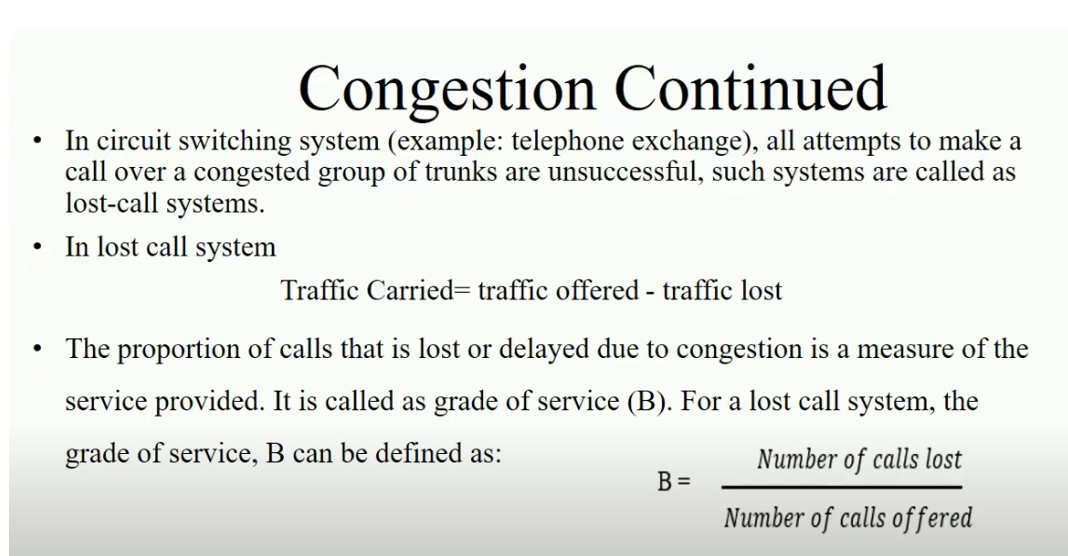 Congestion Continued
• In circuit switching system (example: telephone exchange), all attempts to make a
call over a congested group of trunks are unsuccessful, such systems are called as
lost-call systems.
• In lost call system
Traffic Carried= traffic offered - traffic lost
• The proportion of calls that is lost or delayed due to congestion is a measure of the
service provided. It is called as grade of service (B). For a lost call system, the
grade of service, B can be defined as:
Number of calls lost
B =
Number of calls offered